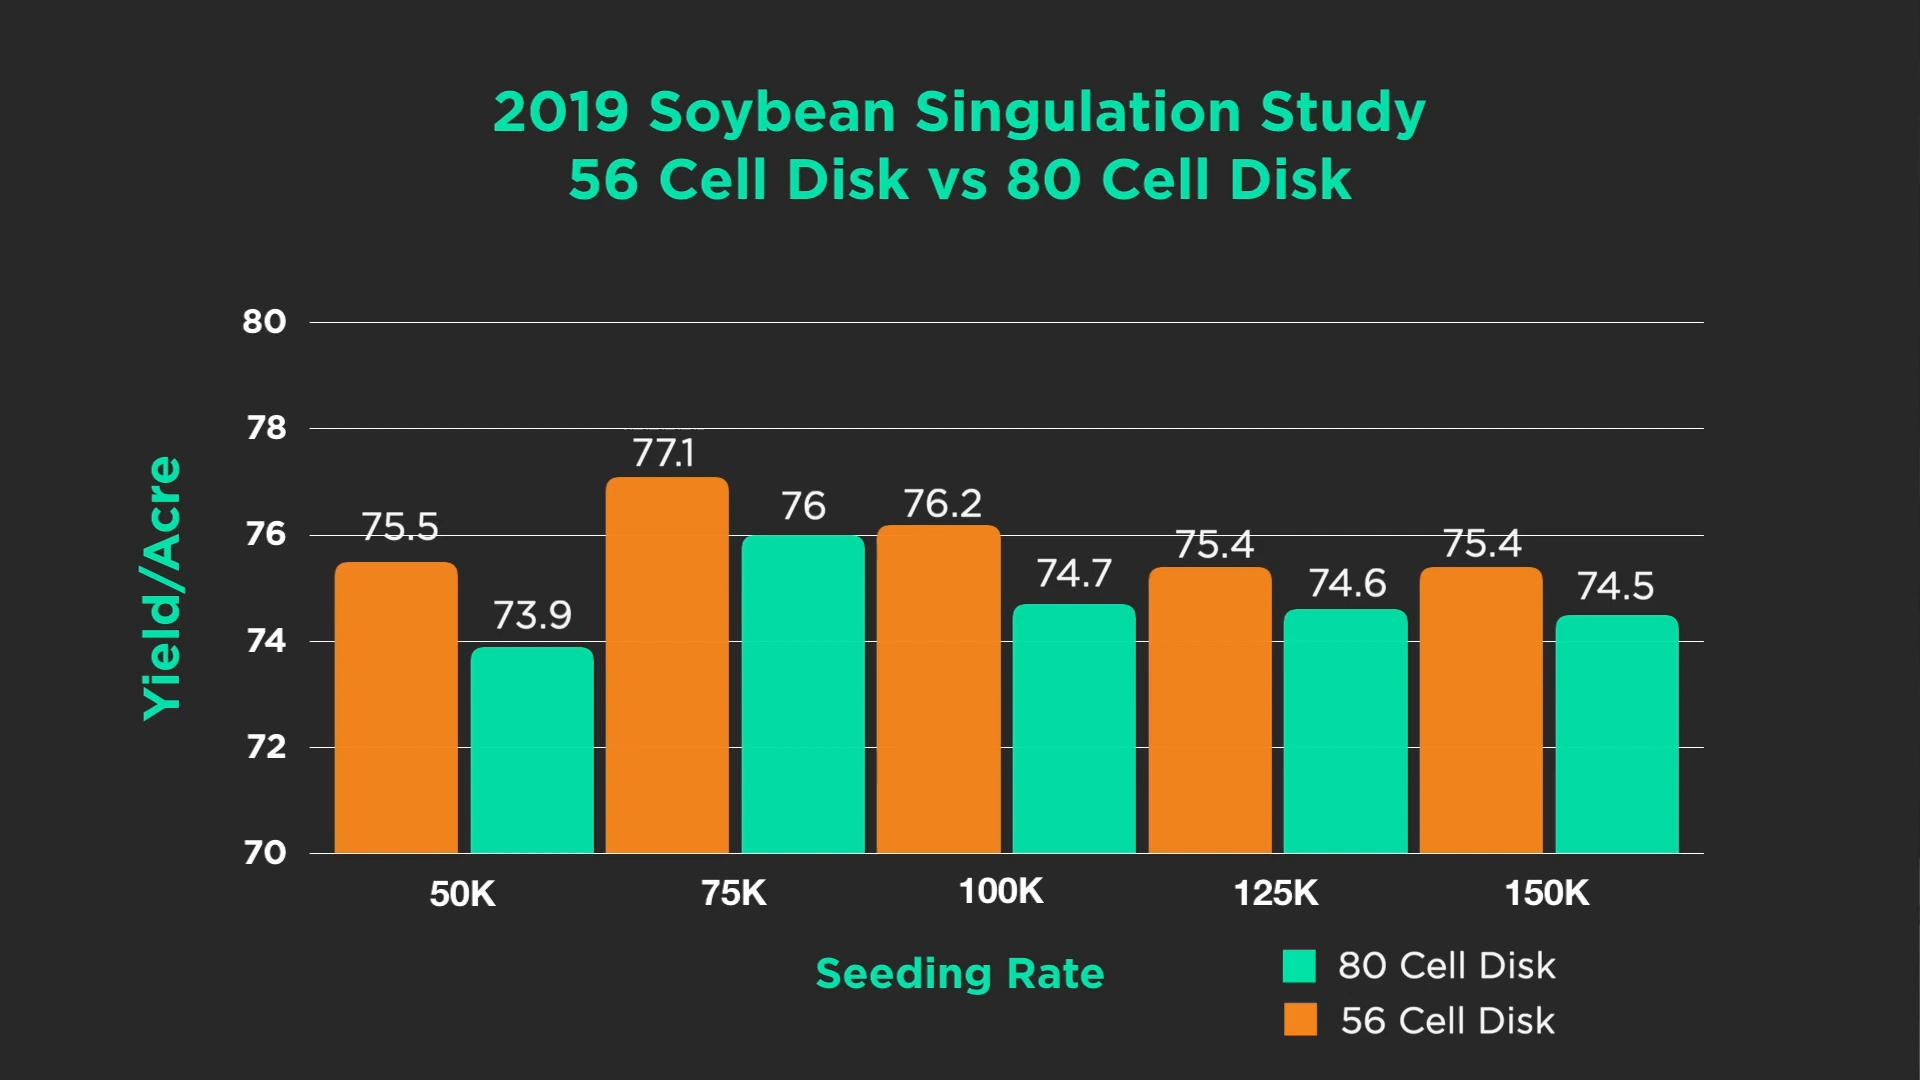 2019 Soybean Singulation Study
56 Cell Disk vs 80 Cell Disk
Yield/Acre
80
78
76
74
72
70
75.5
73.9
77.1
76
76.2
74.7
75.4
74.6
75.4
74.5
50K
75K
100K
125K
150K
Seeding Rate
80 Cell Disk
56 Cell Disk